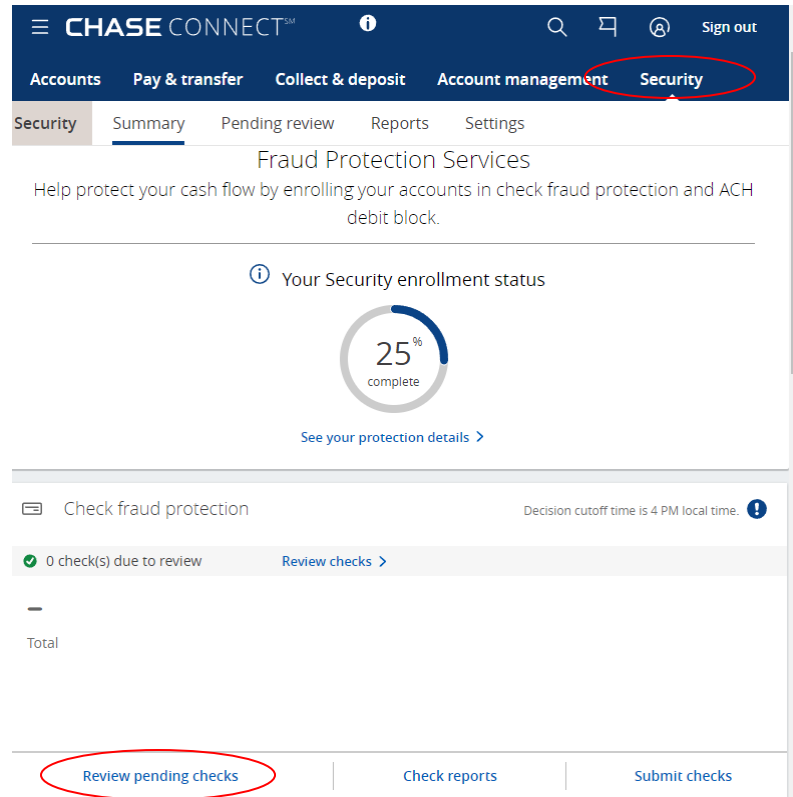 CHASE CONNECT℠
Sign out
Accounts Pay & transfer Collect & deposit Account management Security
Security Summary Pending review Reports Settings
Fraud Protection Services
Help protect your cash flow by enrolling your accounts in check fraud protection and ACH
debit block.
Your Security enrollment status
25%
complete
See your protection details
Check fraud protection
Decision cutoff time is 4 PM local time.
0 check(s) due to review Review checks
Total
Review pending checks Check reports Submit checks